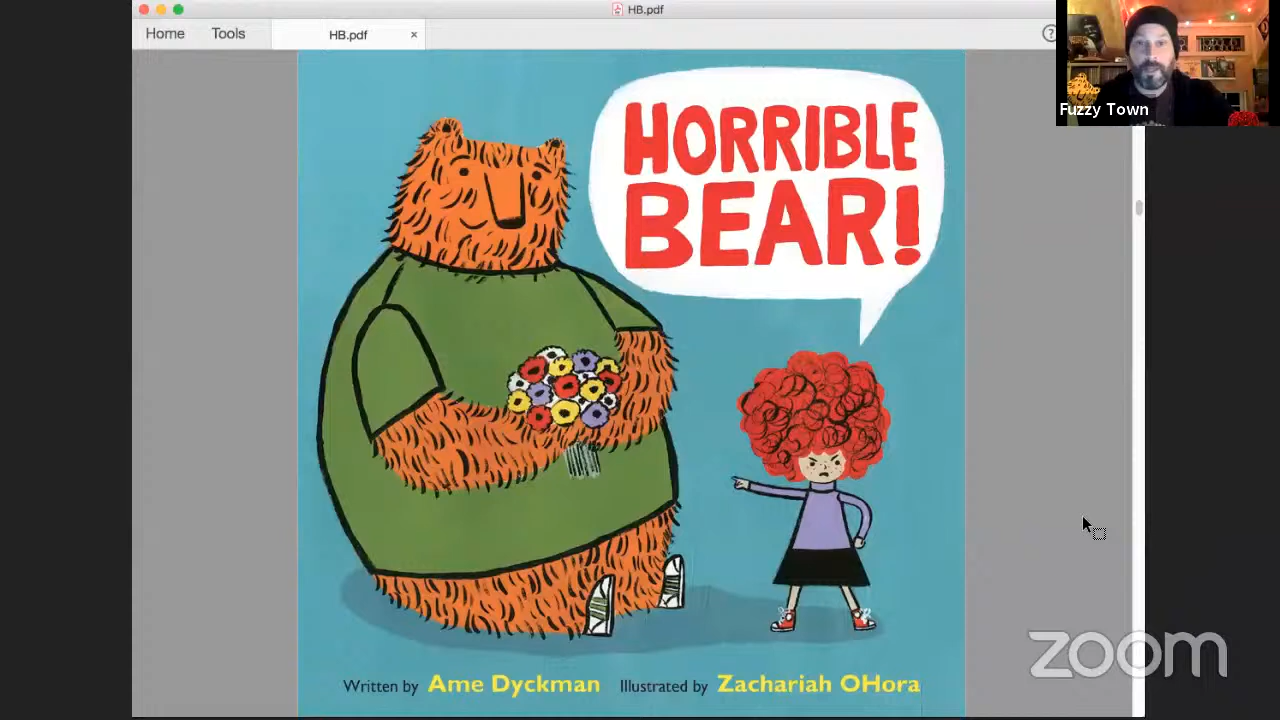 HB.pdf
Home Tools HB.pdf ×
?
Fuzzy Town
HORRIBLE
BEAR!
Written by Ame Dyckman Illustrated by Zachariah OHora
zoom